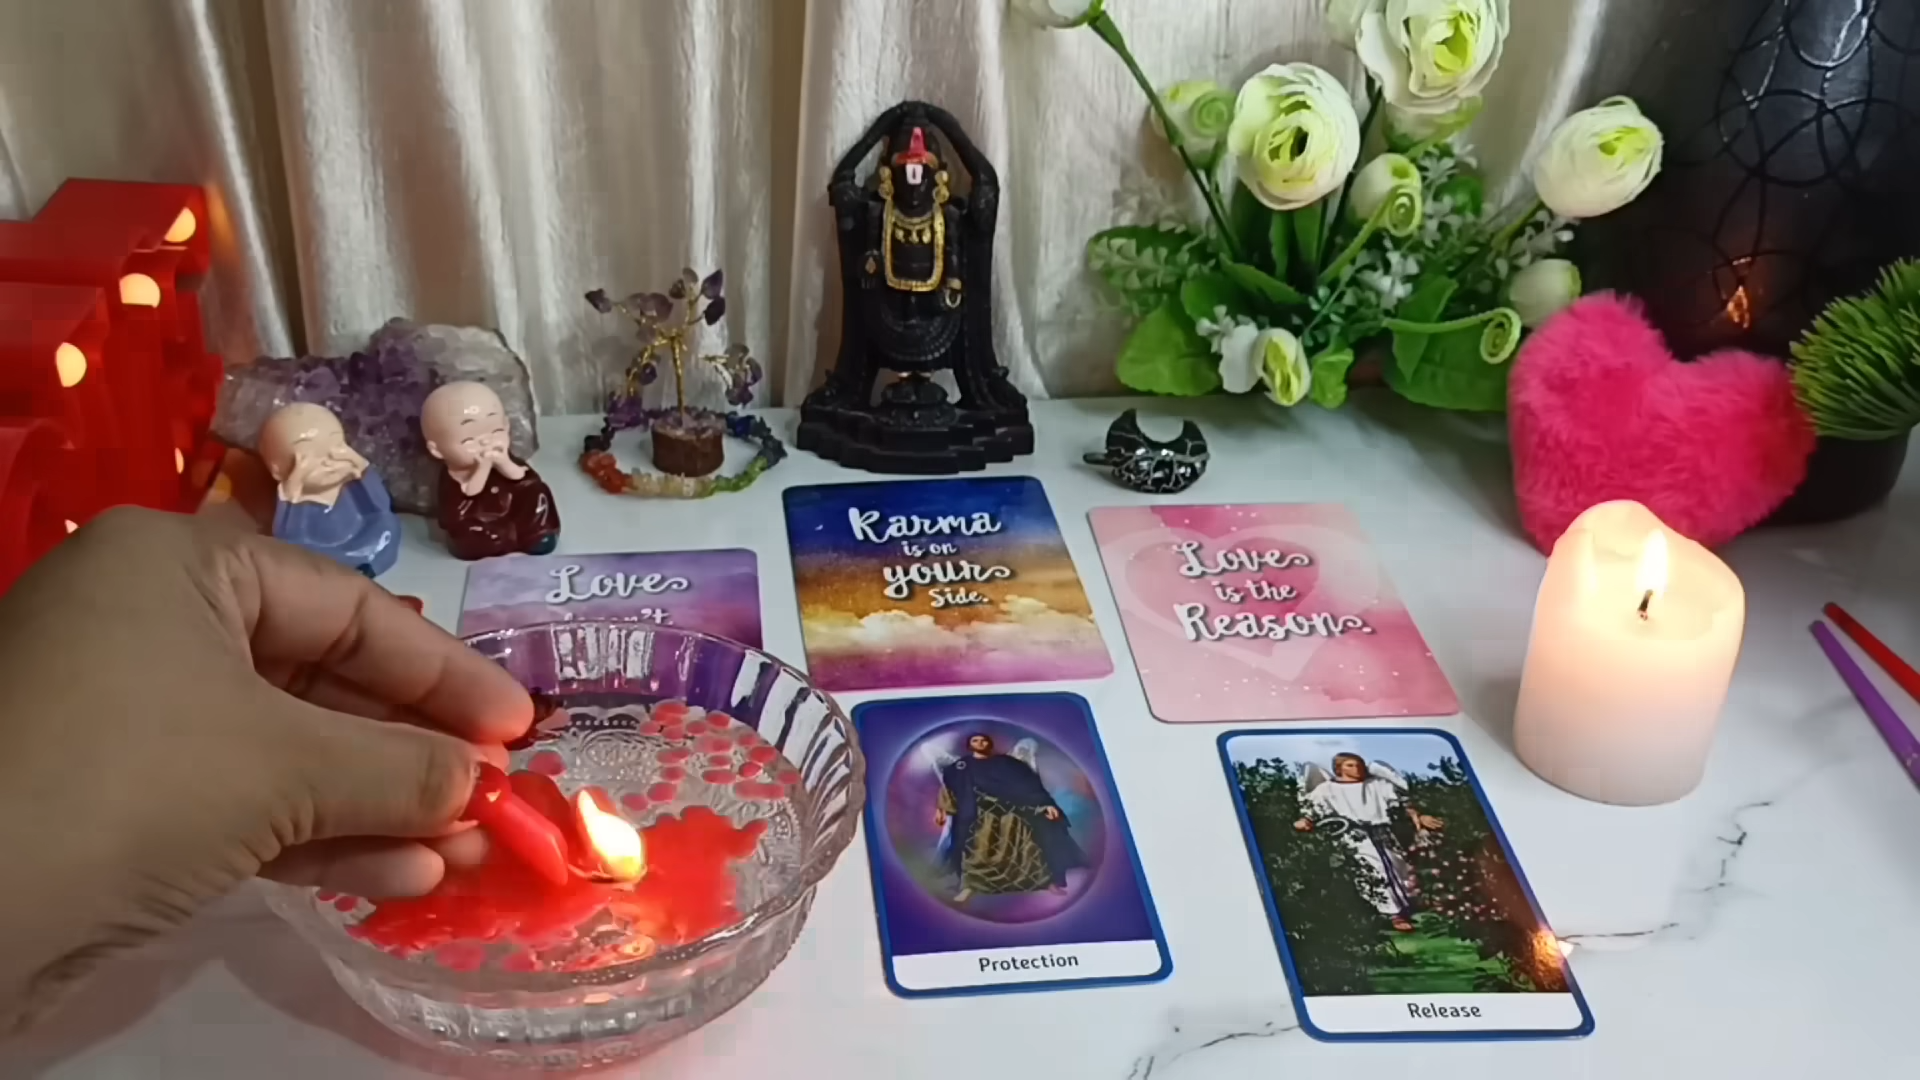 Love
Karma
is on
your
Side.
Love
is the
Reason.
Protection
Release